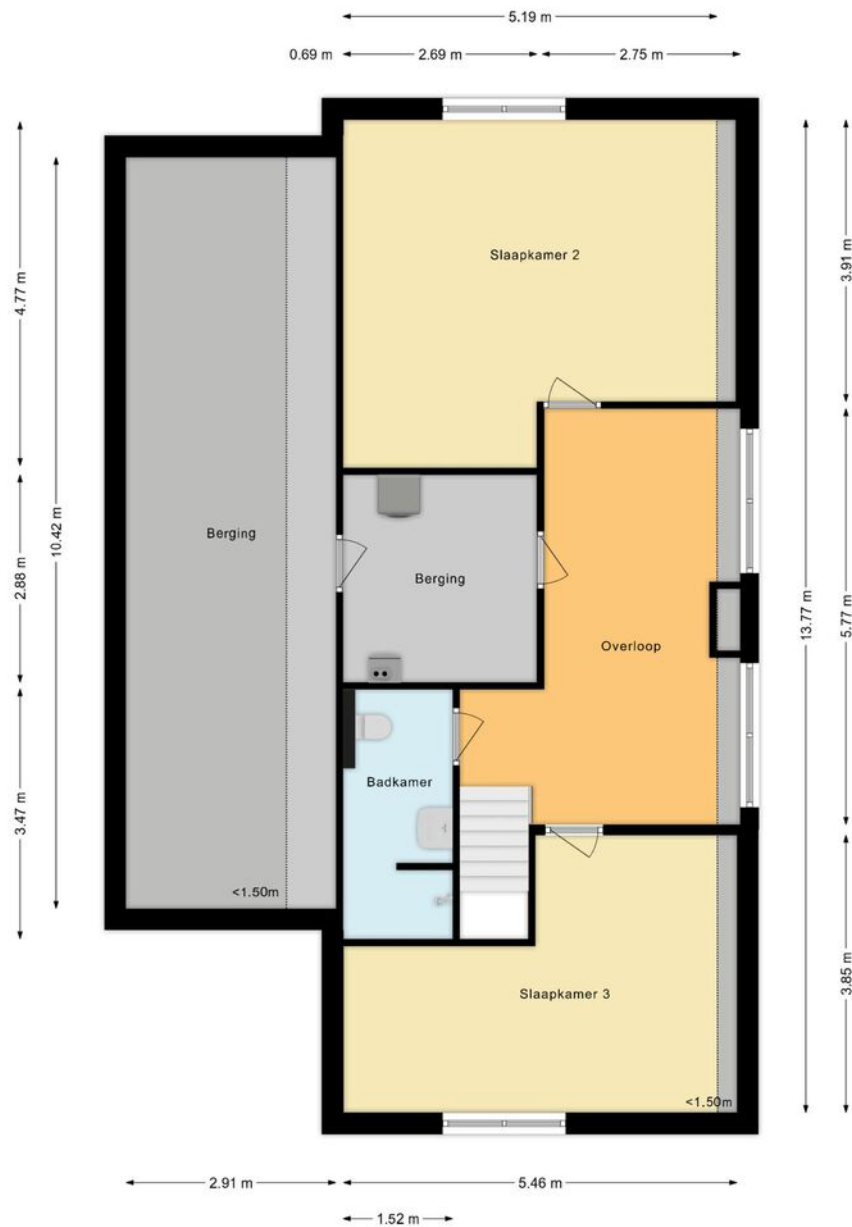 5.19 m
0.69 m
2.69 m
2.75 m
Slaapkamer 2
4.77 m
3.91 m
10.42 m
Berging
2.88 m
Berging
13.77 m
5.77 m
Overloop
Badkamer
3.47 m
<1.50m
Slaapkamer 3
3.85 m
<1.50m
2.91 m
5.46 m
1.52 m